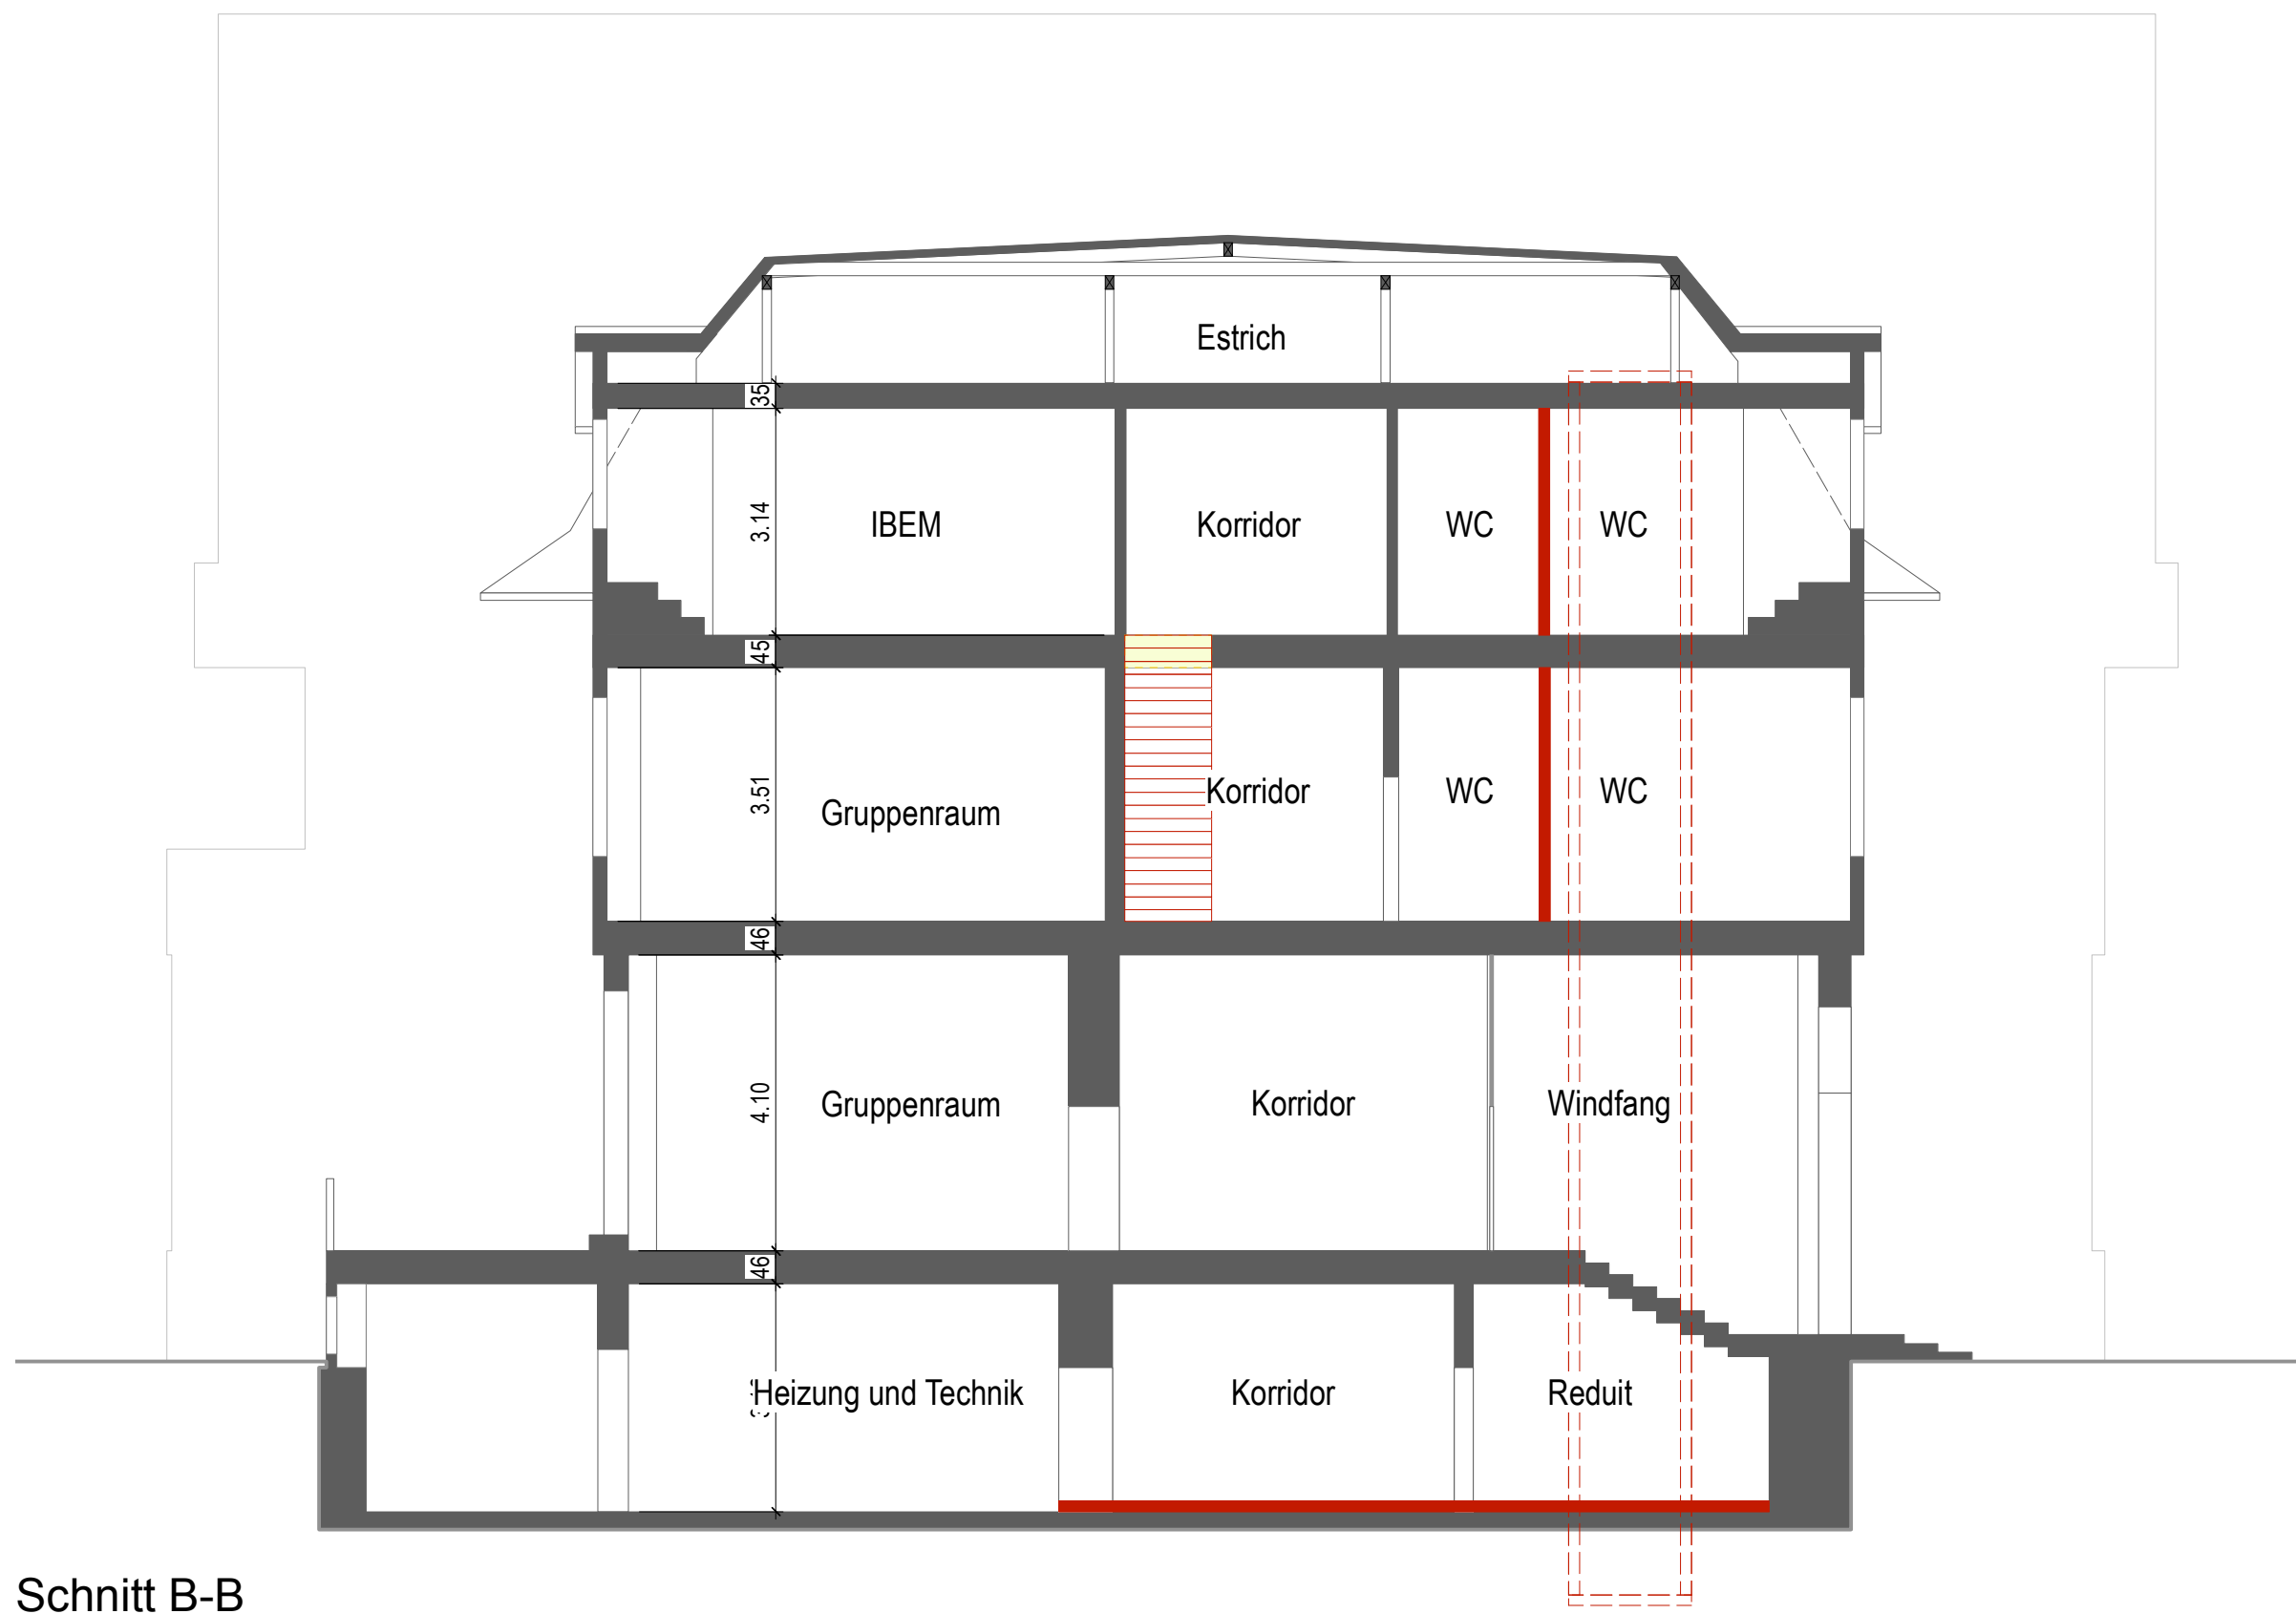 Estrich
35
3.14
IBEM
Korridor
WC
WC
45
3.51
Gruppenraum
Korridor
WC
WC
46
4.10
Gruppenraum
Korridor
Windfang
46
Heizung und Technik
Korridor
Reduit
Schnitt B-B